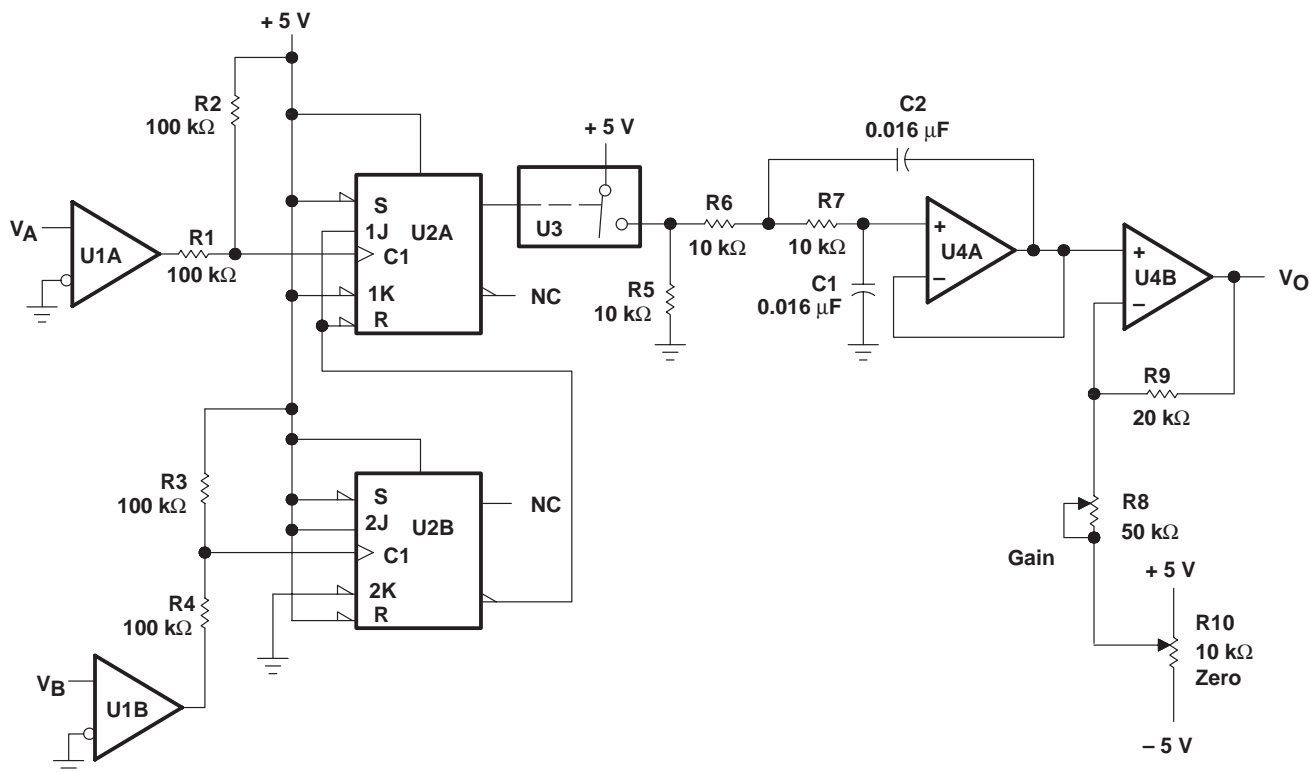 + 5 V
R2
100 kΩ
VA
U1A
R1
100 kΩ
S
1J
C1
1K
R
U2A
NC
+ 5 V
U3
R5
10 kΩ
R6
10 kΩ
C2
0.016 μF
R7
10 kΩ
C1
0.016 μF
+
–
U4A
+
–
U4B
VO
R9
20 kΩ
R8
50 kΩ
Gain
+ 5 V
R10
10 kΩ
Zero
– 5 V
R3
100 kΩ
R4
100 kΩ
VB
U1B
S
2J
C1
2K
R
U2B
NC